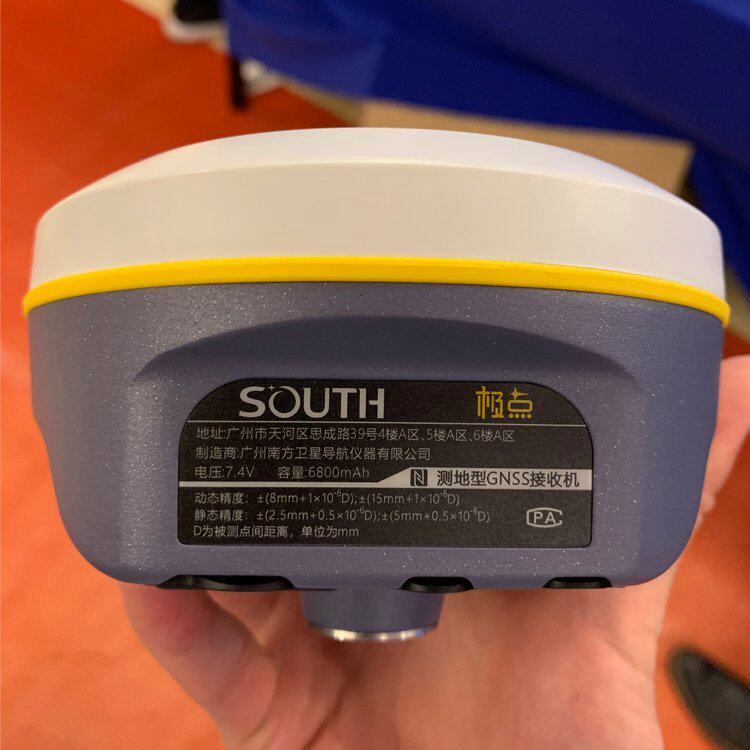 SOUTH 极点
地址:广州市天河区思成路39号4楼A区、5楼A区、6楼A区
制造商:广州南方卫星导航仪器有限公司
电压:7.4V 容量:6800mAh
测地型GNSS接收机
动态精度：±(8mm+1×10⁻⁶D);±(15mm+1×10⁻⁶D)
静态精度：±(2.5mm+0.5×10⁻⁶D);±(5mm+0.5×10⁻⁶D)
D为被测点间距离，单位为mm
PA